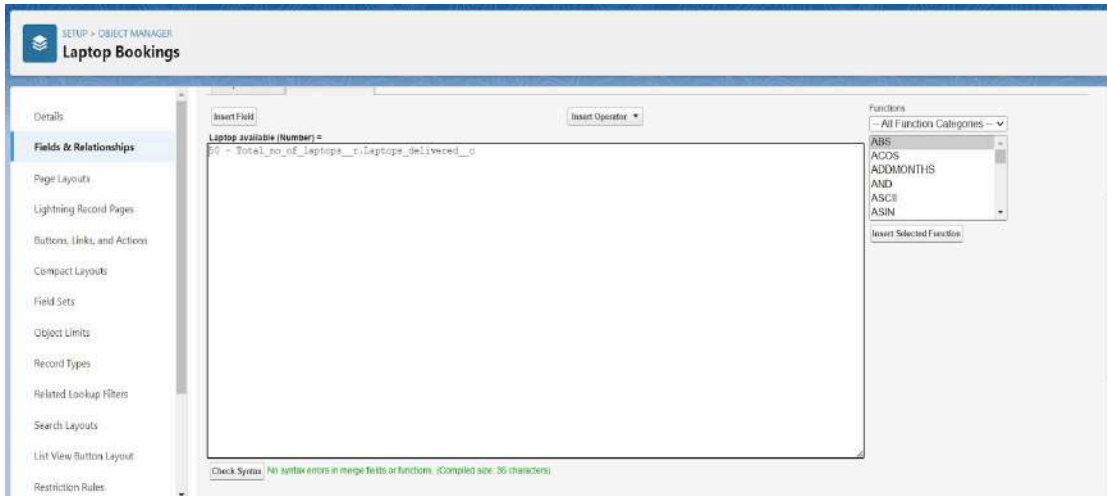 SETUP > OBJECT MANAGER
Laptop Bookings
Details
Fields & Relationships
Page Layouts
Lightning Record Pages
Buttons, Links, and Actions
Compact Layouts
Field Sets
Object Limits
Record Types
Related Lookup Filters
Search Layouts
List View Button Layout
Restriction Rules
Insert Field
Insert Operator ▼
Laptop available (Number) =
50 - Total_no_of_laptops__r.Laptops_delivered__c
Functions
-- All Function Categories --
ABS
ACOS
ADDMONTHS
AND
ASCII
ASIN
Insert Selected Function
Check Syntax No syntax errors in merge fields or functions. (Compiled size: 36 characters)